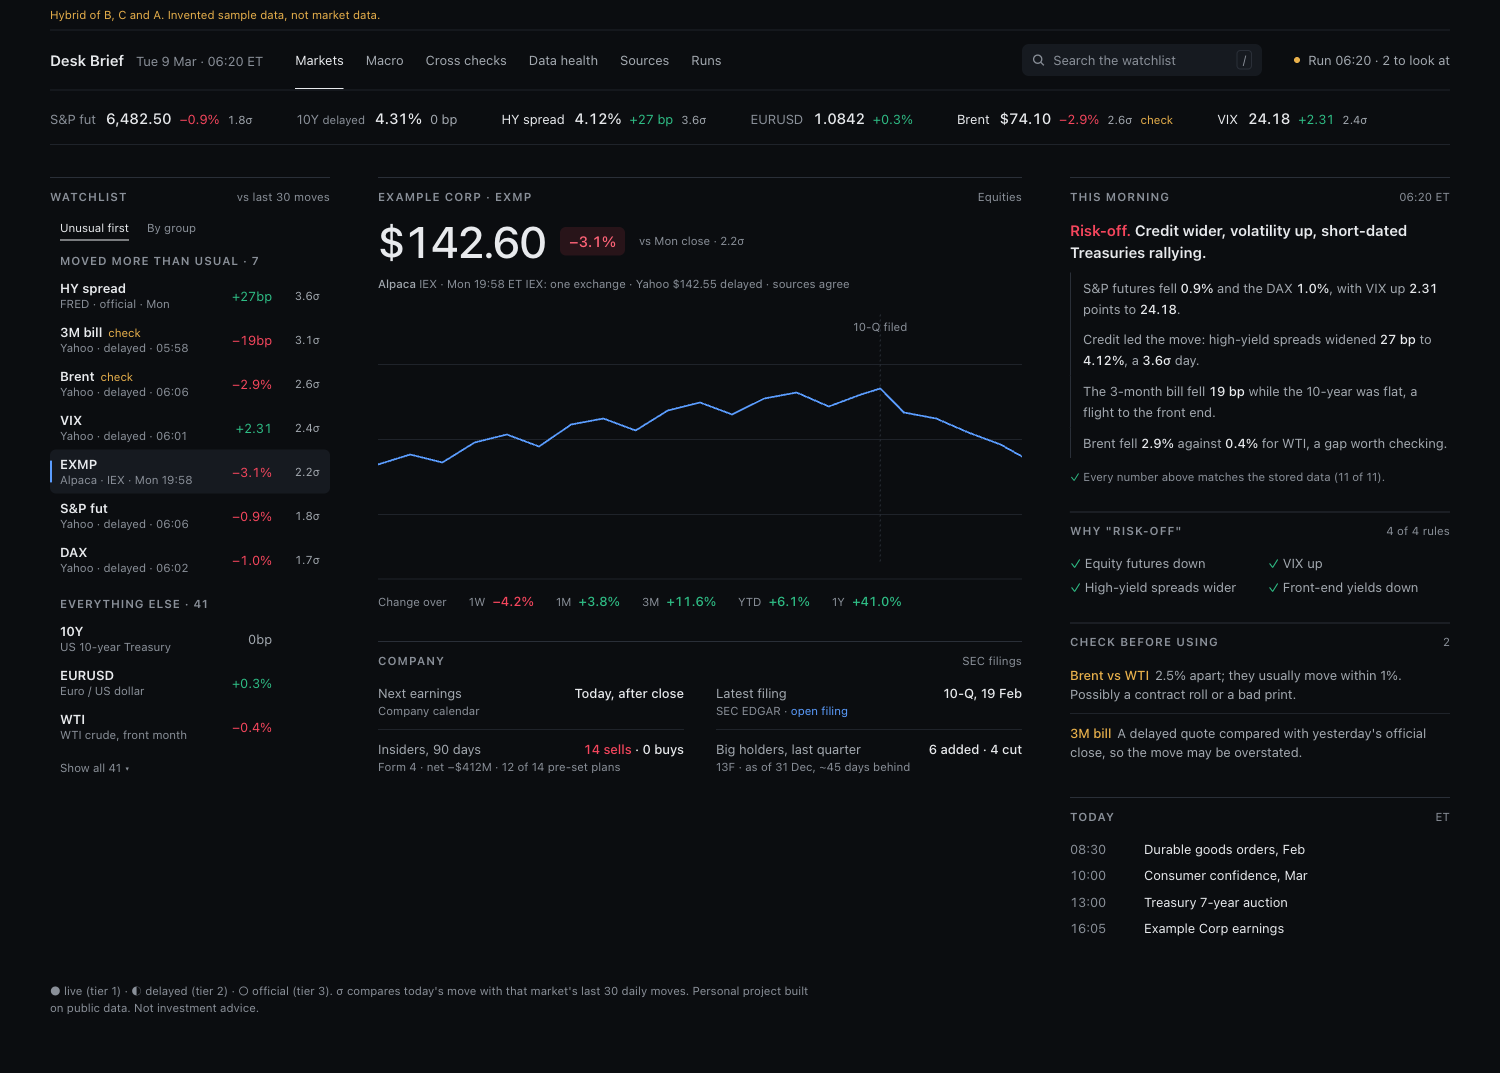 Hybrid of B, C and A. Invented sample data, not market data.
Desk Brief Tue 9 Mar · 06:20 ET Markets Macro Cross checks Data health Sources Runs Search the watchlist / Run 06:20 · 2 to look at
S&P fut 6,482.50 −0.9% 1.8σ 10Y delayed 4.31% 0 bp HY spread 4.12% +27 bp 3.6σ EURUSD 1.0842 +0.3% Brent $74.10 −2.9% 2.6σ check VIX 24.18 +2.31 2.4σ
WATCHLIST vs last 30 moves
Unusual first By group
MOVED MORE THAN USUAL · 7
HY spread +27bp 3.6σ
FRED · official · Mon
3M bill check −19bp 3.1σ
Yahoo · delayed · 05:58
Brent check −2.9% 2.6σ
Yahoo · delayed · 06:06
VIX +2.31 2.4σ
Yahoo · delayed · 06:01
EXMP −3.1% 2.2σ
Alpaca · IEX · Mon 19:58
S&P fut −0.9% 1.8σ
Yahoo · delayed · 06:06
DAX −1.0% 1.7σ
Yahoo · delayed · 06:02
EVERYTHING ELSE · 41
10Y 0bp
US 10-year Treasury
EURUSD +0.3%
Euro / US dollar
WTI −0.4%
WTI crude, front month
Show all 41
EXAMPLE CORP · EXMP Equities
$142.60 −3.1% vs Mon close · 2.2σ
Alpaca IEX · Mon 19:58 ET IEX: one exchange · Yahoo $142.55 delayed · sources agree
10-Q filed
Change over 1W −4.2% 1M +3.8% 3M +11.6% YTD +6.1% 1Y +41.0%
COMPANY SEC filings
Next earnings Today, after close
Company calendar
Latest filing 10-Q, 19 Feb
SEC EDGAR · open filing
Insiders, 90 days 14 sells · 0 buys
Form 4 · net −$412M · 12 of 14 pre-set plans
Big holders, last quarter 6 added · 4 cut
13F · as of 31 Dec, ~45 days behind
THIS MORNING 06:20 ET
Risk-off. Credit wider, volatility up, short-dated
Treasuries rallying.
S&P futures fell 0.9% and the DAX 1.0%, with VIX up 2.31
points to 24.18.
Credit led the move: high-yield spreads widened 27 bp to
4.12%, a 3.6σ day.
The 3-month bill fell 19 bp while the 10-year was flat, a
flight to the front end.
Brent fell 2.9% against 0.4% for WTI, a gap worth checking.
✓ Every number above matches the stored data (11 of 11).
WHY "RISK-OFF" 4 of 4 rules
✓ Equity futures down ✓ VIX up
✓ High-yield spreads wider ✓ Front-end yields down
CHECK BEFORE USING 2
Brent vs WTI 2.5% apart; they usually move within 1%.
Possibly a contract roll or a bad print.
3M bill A delayed quote compared with yesterday's official
close, so the move may be overstated.
TODAY ET
08:30 Durable goods orders, Feb
10:00 Consumer confidence, Mar
13:00 Treasury 7-year auction
16:05 Example Corp earnings
● live (tier 1) · ◐ delayed (tier 2) · ○ official (tier 3). σ compares today's move with that market's last 30 daily moves. Personal project built
on public data. Not investment advice.